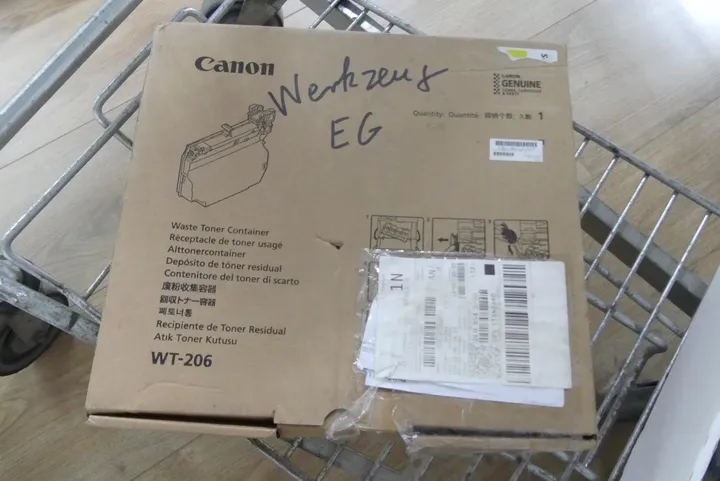 Canon
Werkzeug
EG
CANON
GENUINE
Quantity: Quantité: 1
Waste Toner Container
Réceptacle de toner usagé
Alttonercontainer
Depósito de tóner residual
Contenitore del toner di scarto
废粉收集容器
回収トナー容器
폐토너통
Recipiente de Toner Residual
Atık Toner Kutusu
WT-206
1N